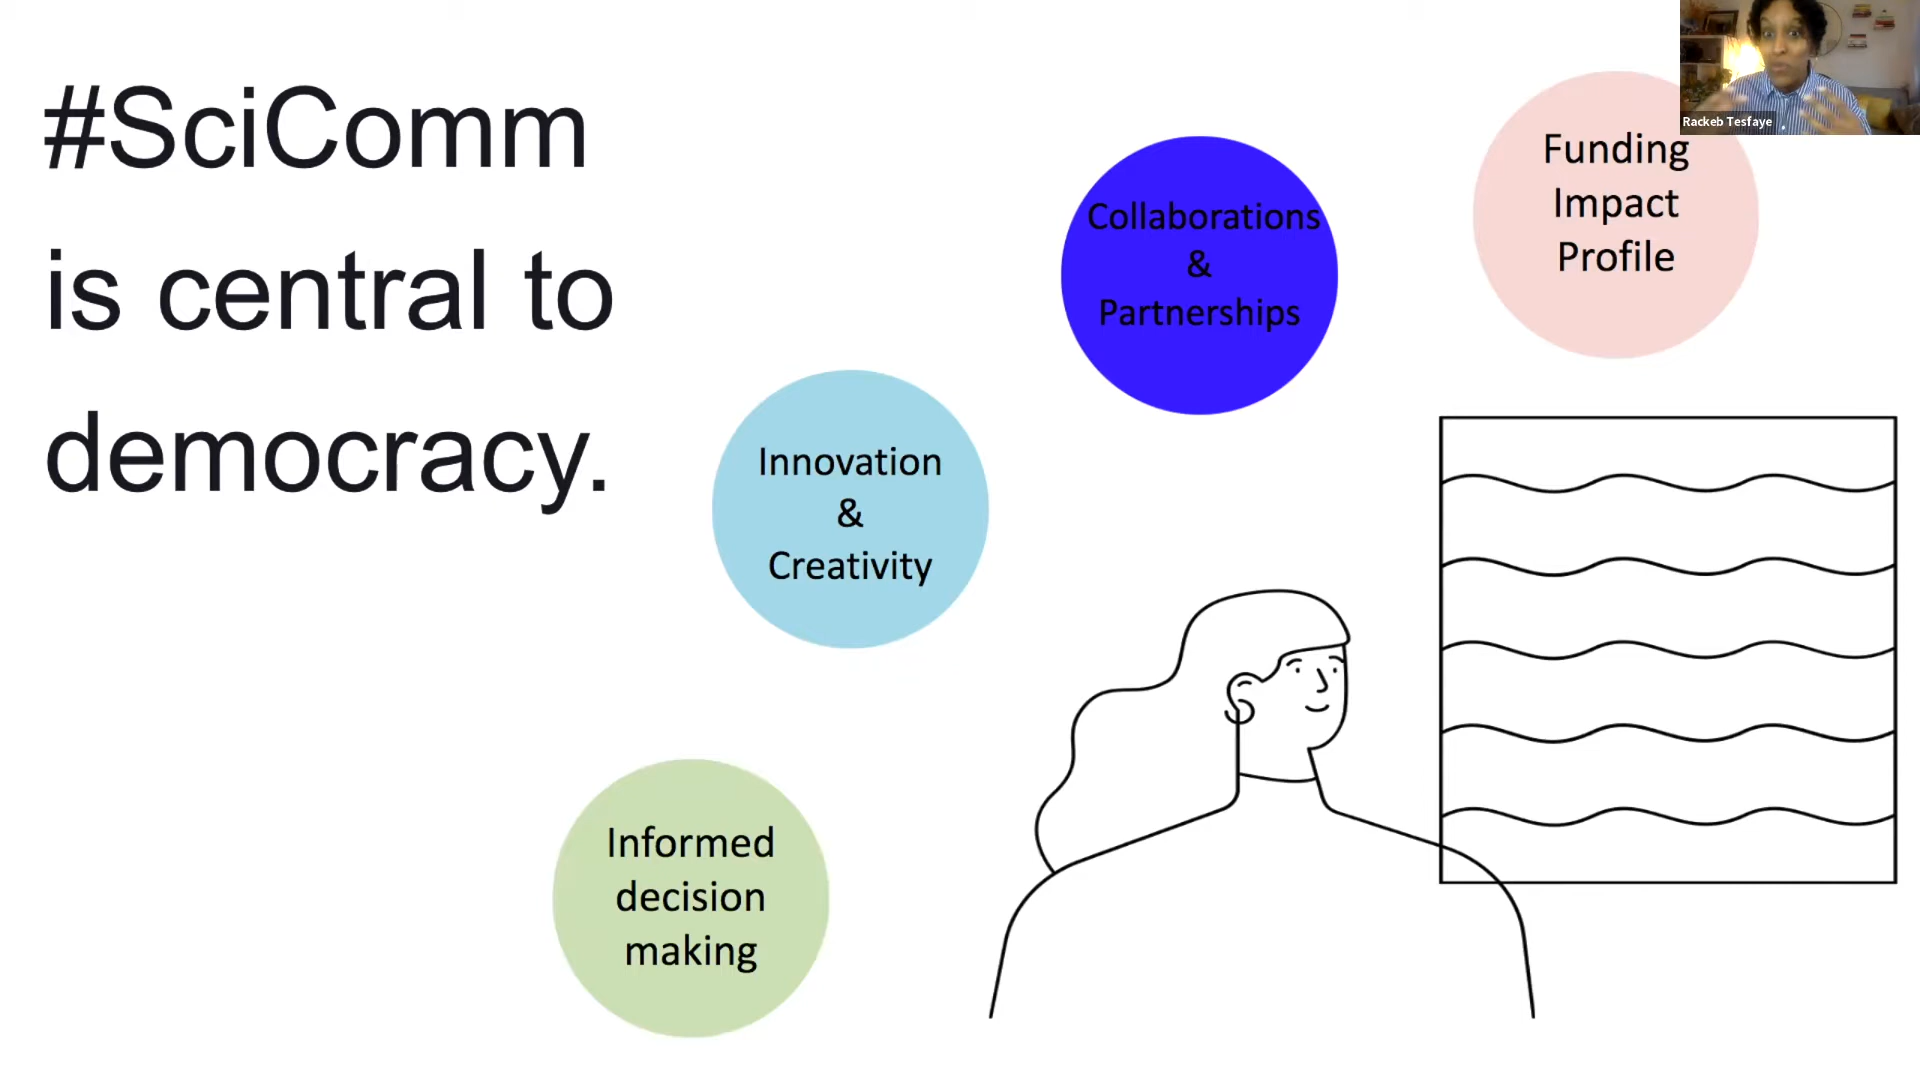 #SciComm
is central to
democracy.
Rackeb Tesfaye
Funding
Impact
Profile
Collaborations
&
Partnerships
Innovation
&
Creativity
Informed
decision
making